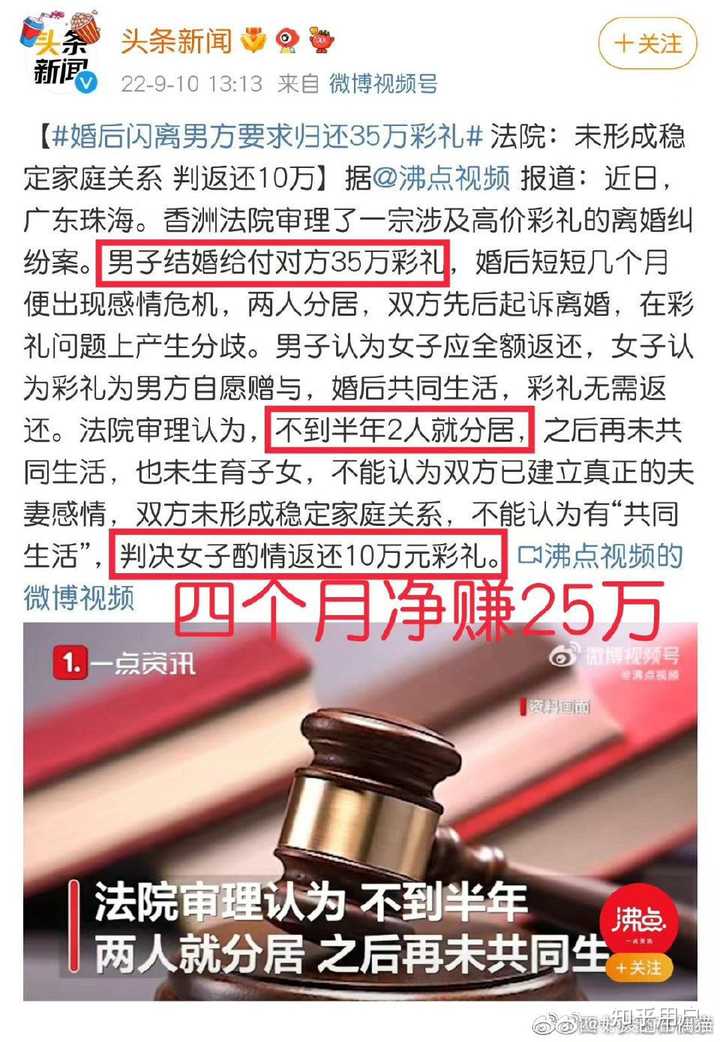 头条新闻
22-9-10 13:13 来自 微博视频号
+关注
【#婚后闪离男方要求归还35万彩礼# 法院：未形成稳
定家庭关系 判返还10万】据@沸点视频 报道：近日，
广东珠海。香洲法院审理了一宗涉及高价彩礼的离婚纠
纷案。男子结婚给付对方35万彩礼，婚后短短几个月
便出现感情危机，两人分居，双方先后起诉离婚，在彩
礼问题上产生分歧。男子认为女子应全额返还，女子认
为彩礼为男方自愿赠与，婚后共同生活，彩礼无需返
还。法院审理认为，不到半年2人就分居，之后再未共
同生活，也未生育子女，不能认为双方已建立真正的夫
妻感情，双方未形成稳定家庭关系，不能认为有“共同
生活”，判决女子酌情返还10万元彩礼。沸点视频的
微博视频
四个月净赚25万
1.一点资讯
微博视频号
@沸点视频
资料画面
法院审理认为 不到半年
两人就分居 之后再未共同生
沸点
一点资讯
+关注
知乎用户